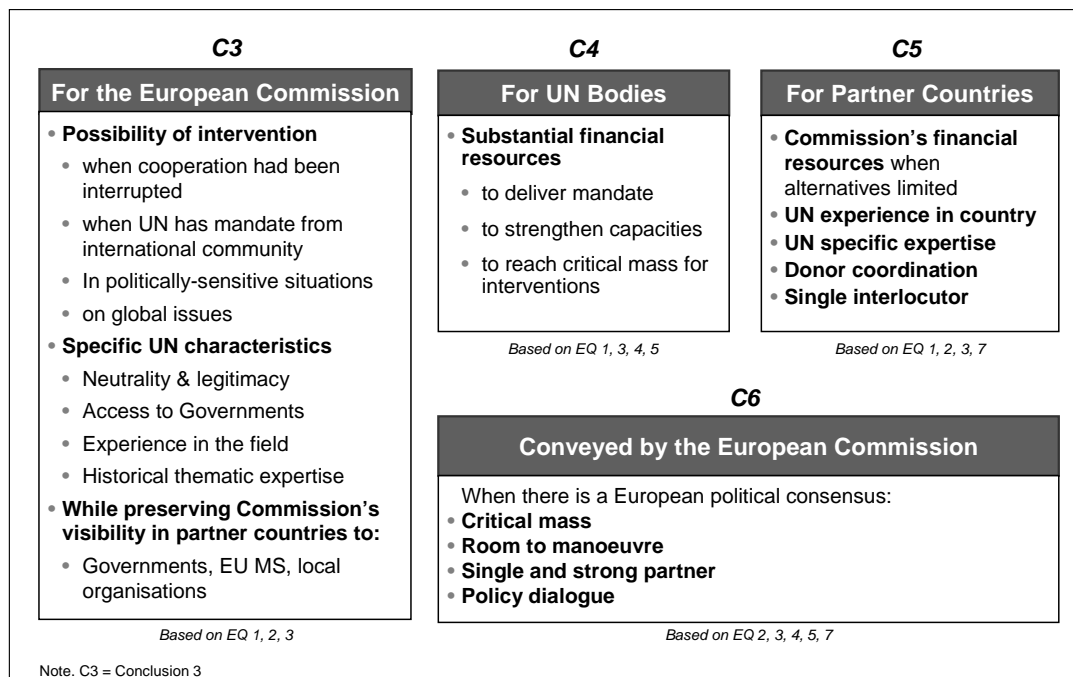 C3
For the European Commission
• Possibility of intervention
• when cooperation had been
interrupted
• when UN has mandate from
international community
• In politically-sensitive situations
• on global issues
• Specific UN characteristics
• Neutrality & legitimacy
• Access to Governments
• Experience in the field
• Historical thematic expertise
• While preserving Commission's
visibility in partner countries to:
• Governments, EU MS, local
organisations
Based on EQ 1, 2, 3
C4
For UN Bodies
• Substantial financial
resources
• to deliver mandate
• to strengthen capacities
• to reach critical mass for
interventions
Based on EQ 1, 3, 4, 5
C5
For Partner Countries
• Commission's financial
resources when
alternatives limited
• UN experience in country
• UN specific expertise
• Donor coordination
• Single interlocutor
Based on EQ 1, 2, 3, 7
C6
Conveyed by the European Commission
When there is a European political consensus:
• Critical mass
• Room to manoeuvre
• Single and strong partner
• Policy dialogue
Based on EQ 2, 3, 4, 5, 7
Note. C3 = Conclusion 3